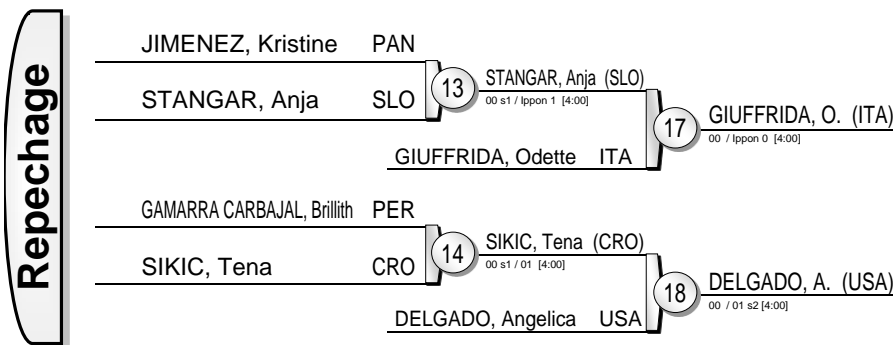 Repechage
JIMENEZ, Kristine PAN
STANGAR, Anja SLO
13
STANGAR, Anja (SLO)
00 s1 / Ippon 1 [4:00]
GIUFFRIDA, Odette ITA
17
GIUFFRIDA, O. (ITA)
00 / Ippon 0 [4:00]
GAMARRA CARBAJAL, Brillith PER
SIKIC, Tena CRO
14
SIKIC, Tena (CRO)
00 s1 / 01 [4:00]
DELGADO, Angelica USA
18
DELGADO, A. (USA)
00 / 01 s2 [4:00]